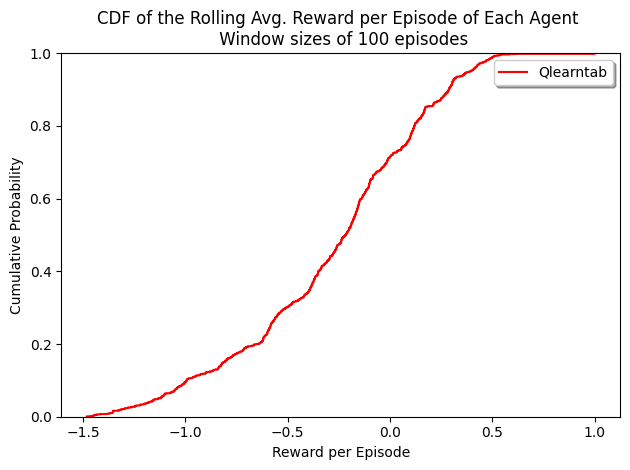 CDF of the Rolling Avg. Reward per Episode of Each Agent
Window sizes of 100 episodes
Qlearntab
1.0
0.8
0.6
0.4
0.2
0.0
Cumulative Probability
−1.5
−1.0
−0.5
0.0
0.5
1.0
Reward per Episode